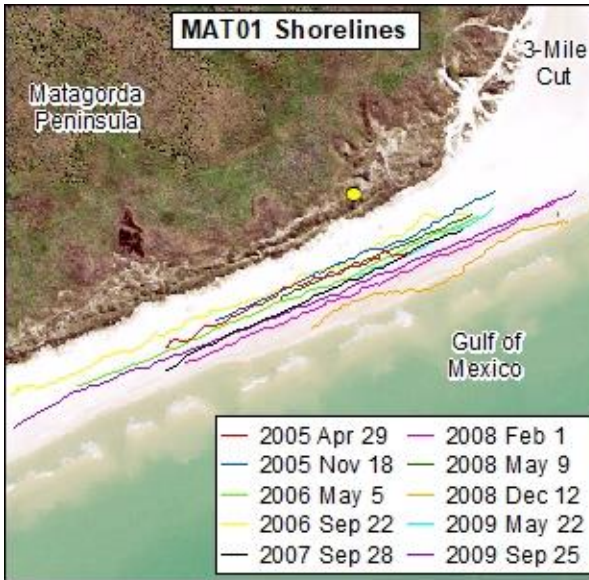 MAT01 Shorelines
3-Mile
Cut
Matagorda
Peninsula
Gulf of
Mexico
2005 Apr 29
2005 Nov 18
2006 May 5
2006 Sep 22
2007 Sep 28
2008 Feb 1
2008 May 9
2008 Dec 12
2009 May 22
2009 Sep 25